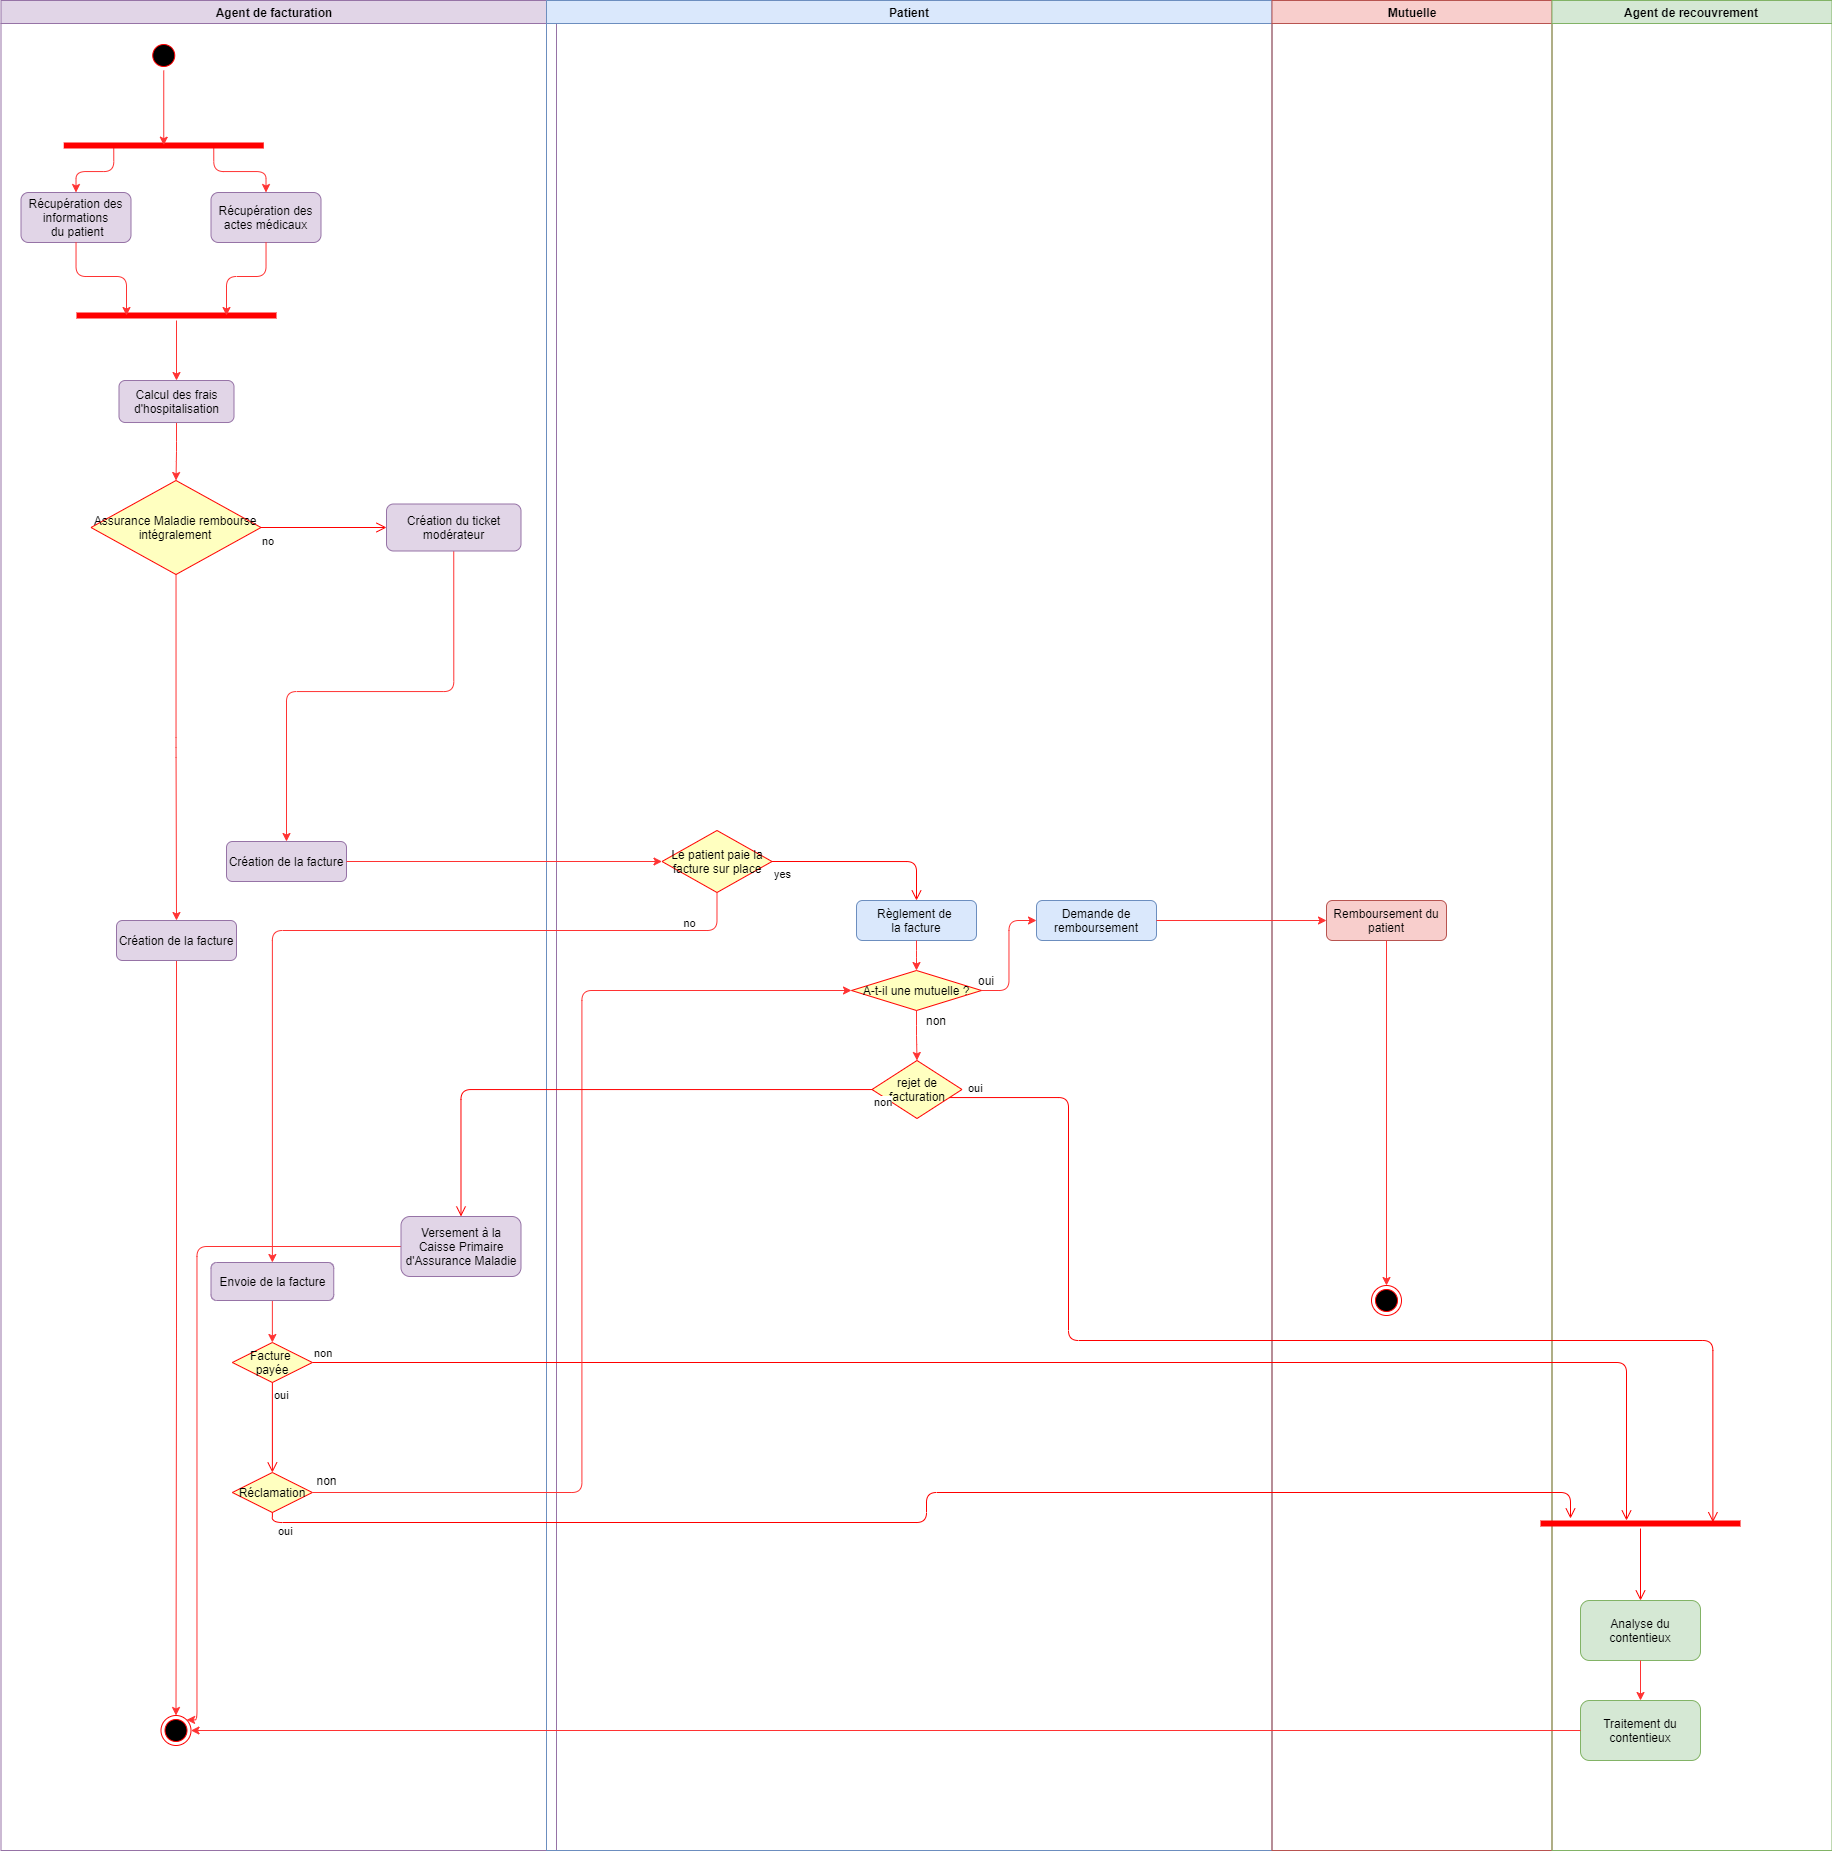 Agent de facturation
Patient
Mutuelle
Agent de recouvrement
Récupération des
informations
du patient
Récupération des
actes médicaux
Calcul des frais
d'hospitalisation
Assurance Maladie rembourse
intégralement
no
Création du ticket
modérateur
Création de la facture
Le patient paie la
facture sur place
yes
no
Règlement de
la facture
Demande de
remboursement
Remboursement du
patient
Création de la facture
A-t-il une mutuelle ?
oui
non
rejet de
facturation
oui
non
Versement à la
Caisse Primaire
d'Assurance Maladie
Envoie de la facture
Facture
payée
non
oui
Réclamation
non
oui
Analyse du
contentieux
Traitement du
contentieux